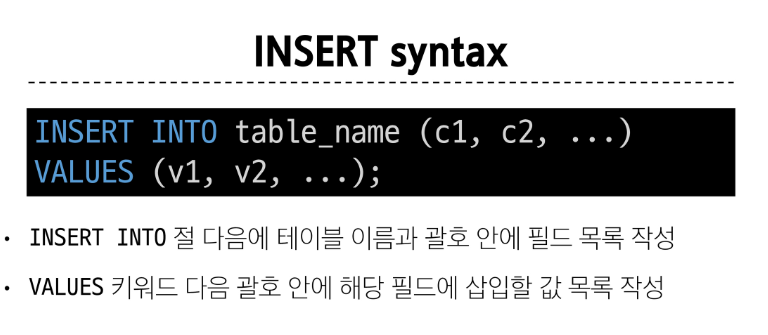 INSERT syntax
INSERT INTO table_name (c1, c2, ...)
VALUES (v1, v2, ...);
• INSERT INTO 절 다음에 테이블 이름과 괄호 안에 필드 목록 작성
• VALUES 키워드 다음 괄호 안에 해당 필드에 삽입할 값 목록 작성